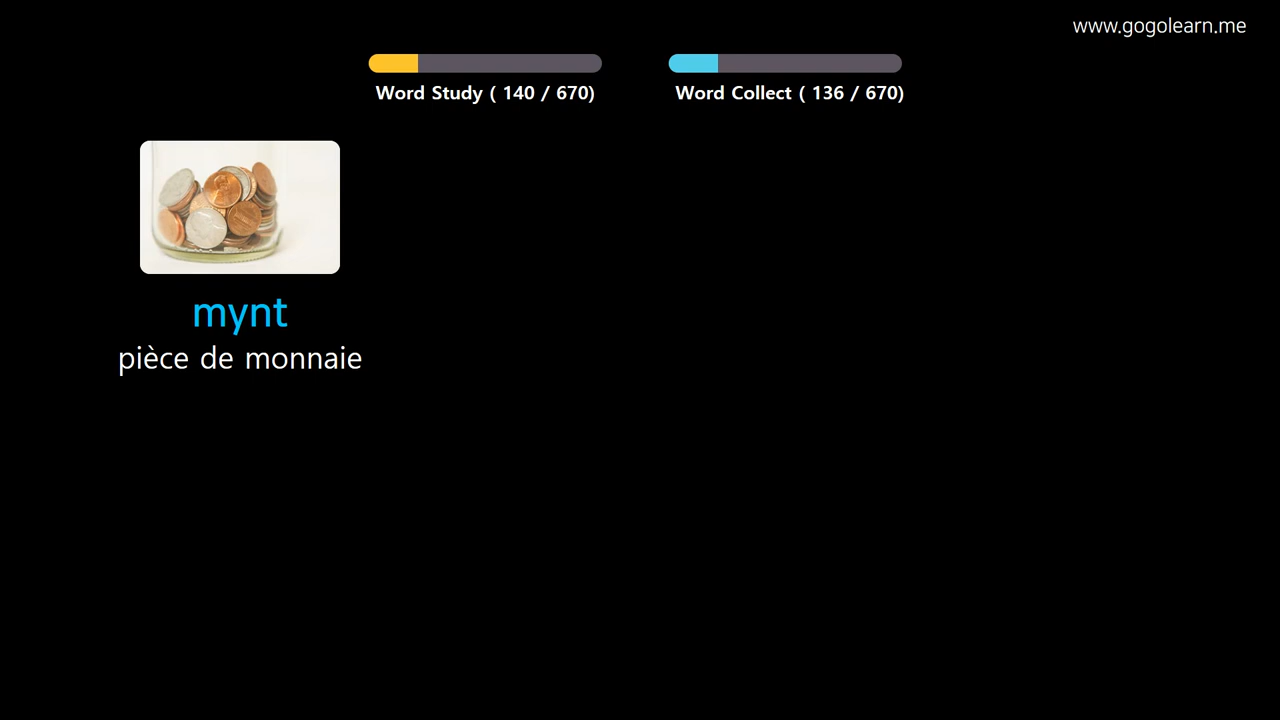 www.gogolearn.me
Word Study ( 140 / 670)
Word Collect ( 136 / 670)
mynt
pièce de monnaie